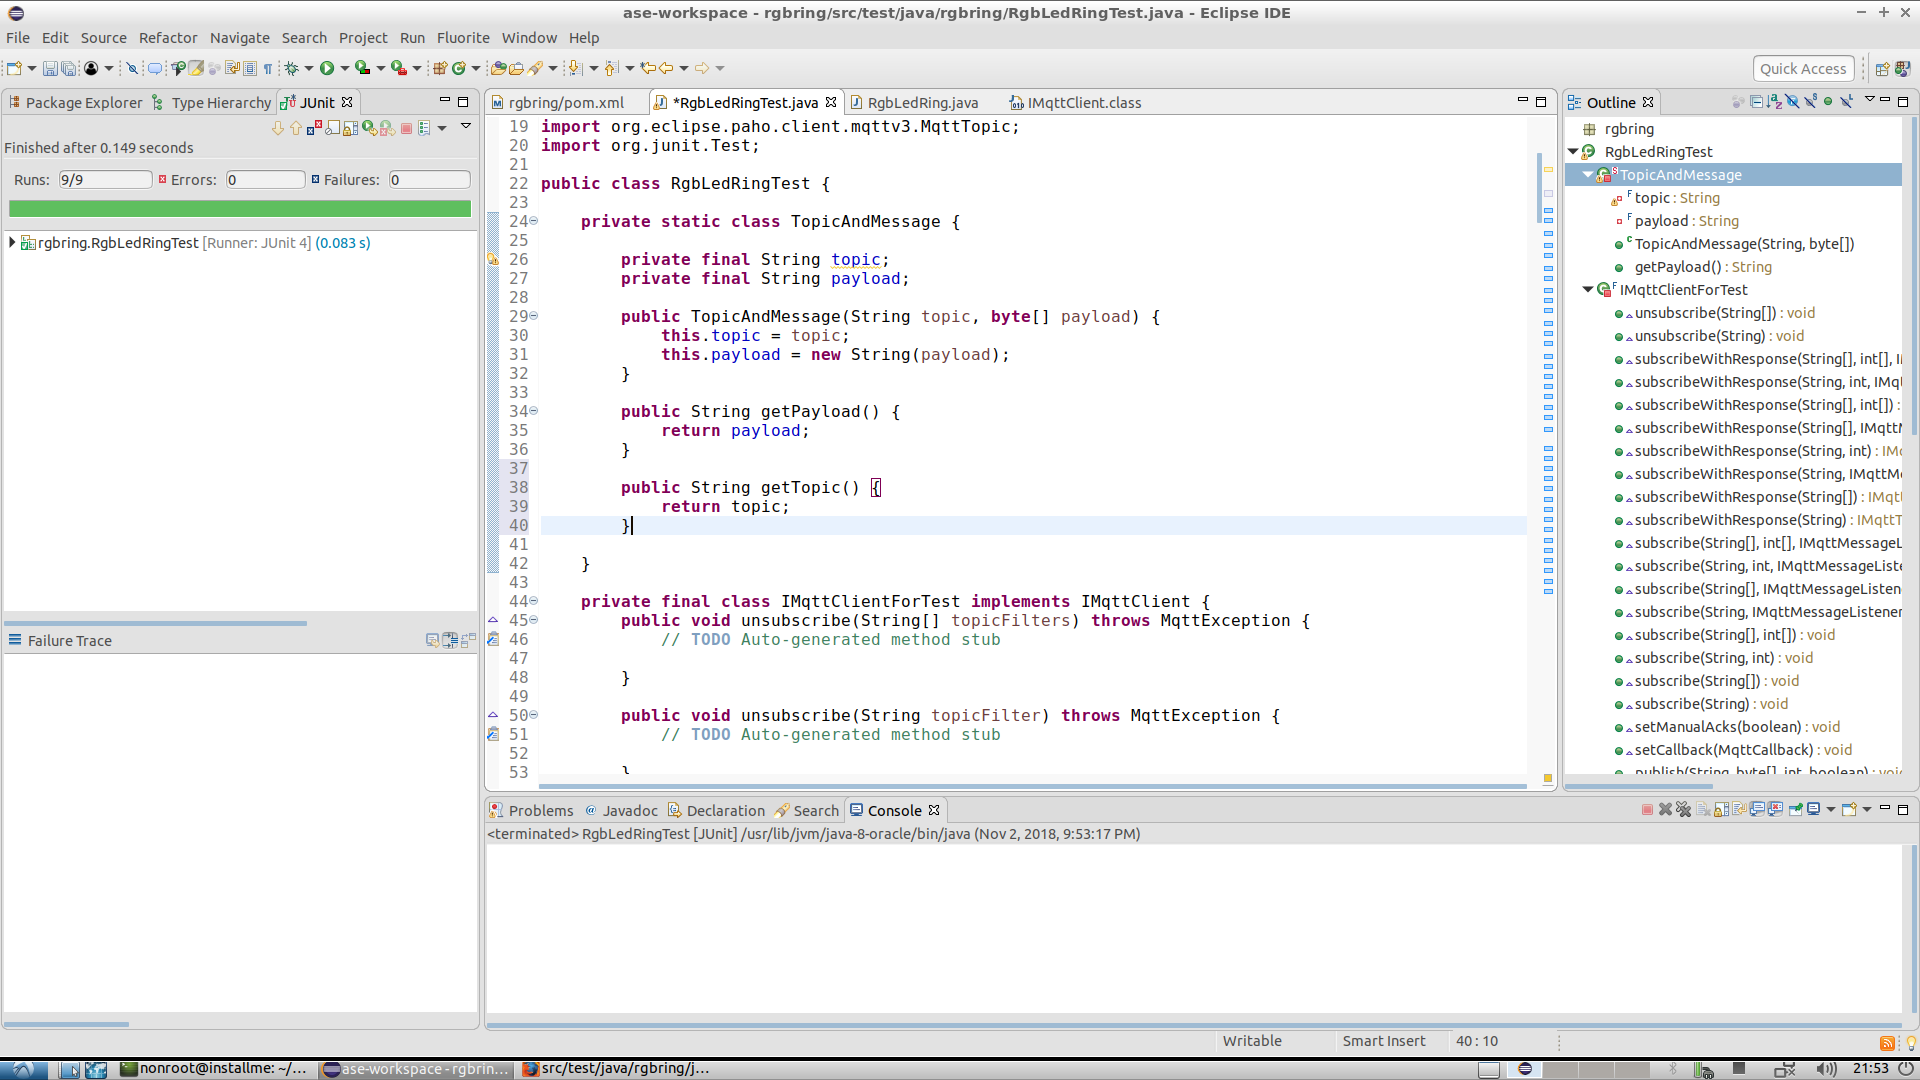 ase-workspace - rgbring/src/test/java/rgbring/RgbLedRingTest.java - Eclipse IDE
File Edit Source Refactor Navigate Search Project Run Fluorite Window Help
Quick Access
Package Explorer Type Hierarchy JUnit
Finished after 0.149 seconds
Runs: 9/9 Errors: 0 Failures: 0
rgbring.RgbLedRingTest [Runner: JUnit 4] (0.083 s)
Failure Trace
rgbring/pom.xml *RgbLedRingTest.java RgbLedRing.java IMqttClient.class
19 import org.eclipse.paho.client.mqttv3.MqttTopic;
20 import org.junit.Test;
21
22 public class RgbLedRingTest {
23
24 private static class TopicAndMessage {
25
26 private final String topic;
27 private final String payload;
28
29 public TopicAndMessage(String topic, byte[] payload) {
30 this.topic = topic;
31 this.payload = new String(payload);
32 }
33
34 public String getPayload() {
35 return payload;
36 }
37
38 public String getTopic() {
39 return topic;
40 }
41
42 }
43
44 private final class IMqttClientForTest implements IMqttClient {
45 public void unsubscribe(String[] topicFilters) throws MqttException {
46 // TODO Auto-generated method stub
47
48 }
49
50 public void unsubscribe(String topicFilter) throws MqttException {
51 // TODO Auto-generated method stub
52
53 }
Outline
rgbring
RgbLedRingTest
TopicAndMessage
topic : String
payload : String
TopicAndMessage(String, byte[])
getPayload() : String
IMqttClientForTest
unsubscribe(String[]) : void
unsubscribe(String) : void
subscribeWithResponse(String[], int[], I
subscribeWithResponse(String, int, IMqt
subscribeWithResponse(String[], int[]) :
subscribeWithResponse(String[], IMqttM
subscribeWithResponse(String, int) : IMq
subscribeWithResponse(String, IMqttMe
subscribeWithResponse(String[]) : IMqtt
subscribeWithResponse(String) : IMqttT
subscribe(String[], int[], IMqttMessageL
subscribe(String, int, IMqttMessageListe
subscribe(String[], IMqttMessageListen
subscribe(String, IMqttMessageListener
subscribe(String[], int[]) : void
subscribe(String, int) : void
subscribe(String[]) : void
subscribe(String) : void
setManualAcks(boolean) : void
setCallback(MqttCallback) : void
publish(String, byte[], int, boolean) : voi
Problems Javadoc Declaration Search Console
<terminated> RgbLedRingTest [JUnit] /usr/lib/jvm/java-8-oracle/bin/java (Nov 2, 2018, 9:53:17 PM)
Writable Smart Insert 40 : 10
nonroot@installme: ~/... ase-workspace - rgbrin... src/test/java/rgbring/j... 21:53